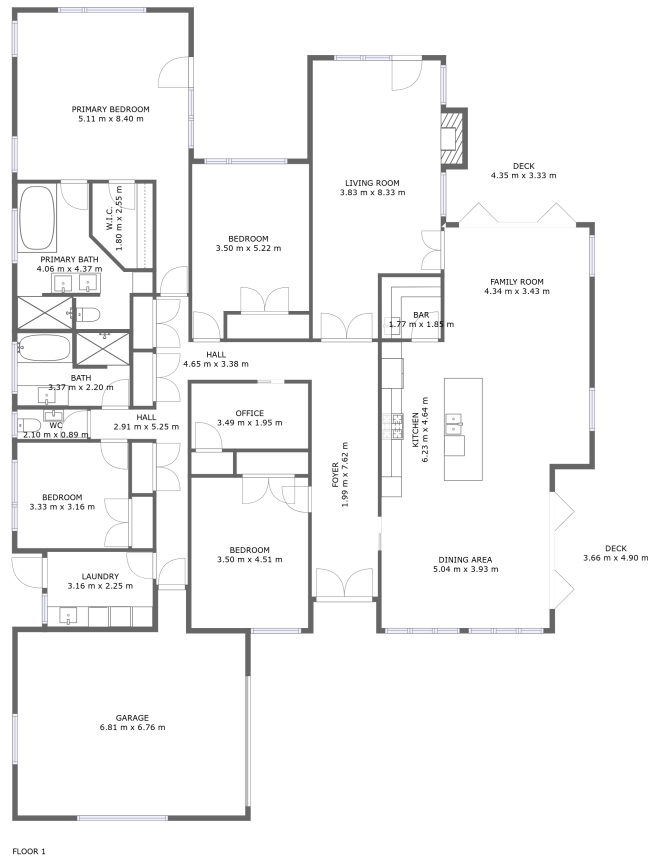 PRIMARY BEDROOM
5.11 m x 8.40 m
DECK
4.35 m x 3.33 m
LIVING ROOM
3.83 m x 8.33 m
W.I.C.
1.80 m x 2.55 m
BEDROOM
3.50 m x 5.22 m
PRIMARY BATH
4.06 m x 4.37 m
FAMILY ROOM
4.34 m x 3.43 m
BAR
1.77 m x 1.85 m
HALL
4.65 m x 3.38 m
BATH
3.37 m x 2.20 m
OFFICE
3.49 m x 1.95 m
HALL
2.91 m x 5.25 m
WC
2.10 m x 0.89 m
KITCHEN
6.23 m x 4.64 m
FOYER
1.99 m x 7.62 m
BEDROOM
3.33 m x 3.16 m
BEDROOM
3.50 m x 4.51 m
DECK
3.66 m x 4.90 m
DINING AREA
5.04 m x 3.93 m
LAUNDRY
3.16 m x 2.25 m
GARAGE
6.81 m x 6.76 m
FLOOR 1